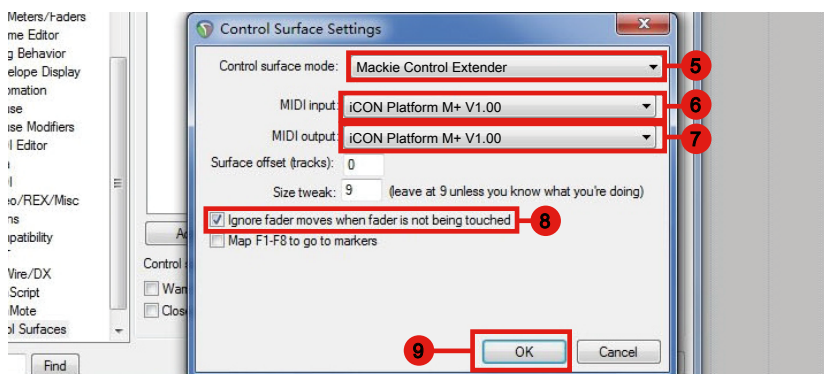 Meters/Faders
me Editor
g Behavior
elope Display
omation
use
use Modifiers
I Editor
eo/REX/Misc
ns
mpatibility
Wire/DX
Script
Mote
ol Surfaces
Find
Control
Clos
Control Surface Settings
Control surface mode: Mackie Control Extender
5
MIDI input: iCON Platform M+ V1.00
6
MIDI output: iCON Platform M+ V1.00
7
Surface offset (tracks): 0
Size tweak: 9 (leave at 9 unless you know what you're doing)
Ignore fader moves when fader is not being touched
8
Map F1-F8 to go to markers
9
OK Cancel